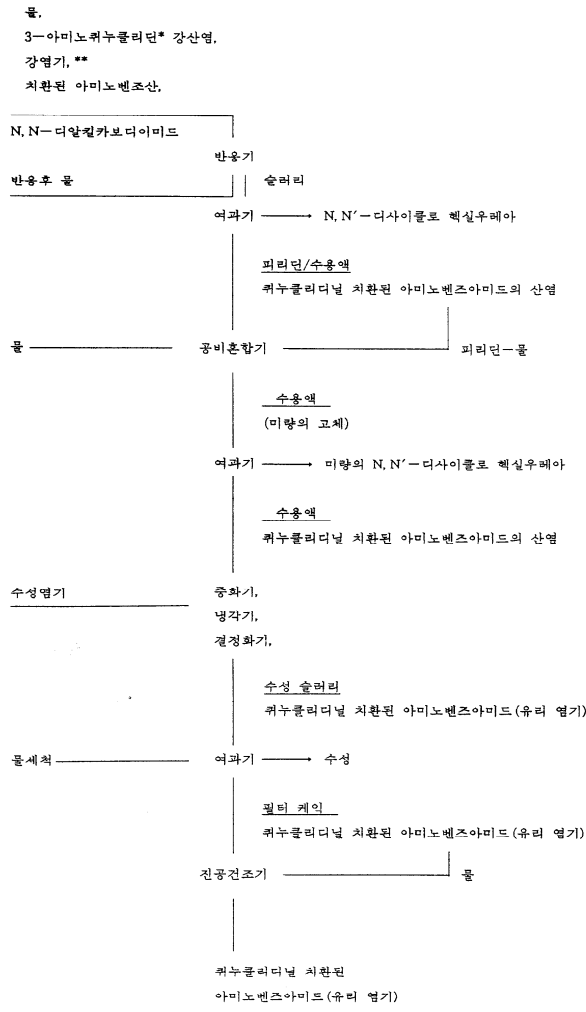 물,
3-아미노퀴누클리딘* 강산염,
강염기, **
치환된 아미노벤조산,
N, N-디알킬카보디이미드
반응기
반응후 물
슬러리
여과기
N, N′-디사이클로 헥실우레아
피리딘/수용액
퀴누클리디닐 치환된 아미노벤즈아미드의 산염
물
공비혼합기
피리딘-물
수용액
(미량의 고체)
여과기
미량의 N, N′-디사이클로 헥실우레아
수용액
퀴누클리디닐 치환된 아미노벤즈아미드의 산염
수성염기
중화기,
냉각기,
결정화기,
수성 슬러리
퀴누클리디닐 치환된 아미노벤즈아미드(유리 염기)
물세척
여과기
수성
필터 케익
퀴누클리디닐 치환된 아미노벤즈아미드(유리 염기)
진공건조기
물
퀴누클리디닐 치환된
아미노벤즈아미드(유리 염기)